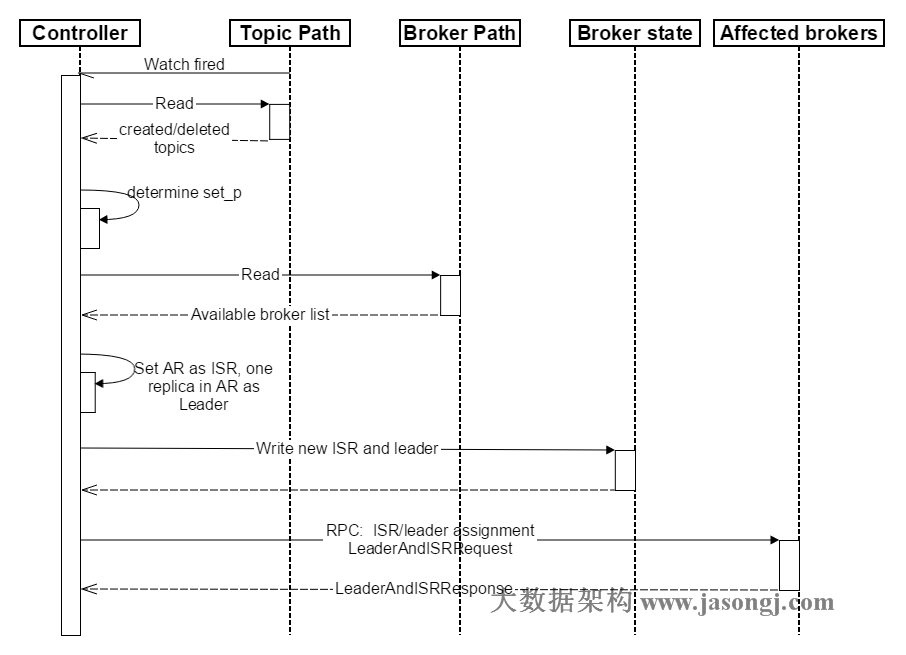 Controller
Topic Path
Broker Path
Broker state
Affected brokers
Watch fired
Read
created/deleted
topics
determine set_p
Read
Available broker list
Set AR as ISR, one
replica in AR as
Leader
Write new ISR and leader
RPC: ISR/leader assignment
LeaderAndISRRequest
LeaderAndISRResponse
大数据架构 www.jasongj.com